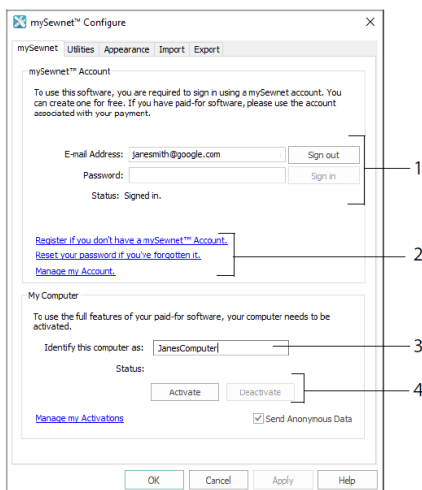 mySewnet™ Configure
mySewnet Utilities Appearance Import Export
mySewnet™ Account
To use this software, you are required to sign in using a mySewnet account. You
can create one for free. If you have paid-for software, please use the account
associated with your payment.
E-mail Address: janesmith@google.com Sign out
1
Password: Sign in
Status: Signed in.
Register if you don't have a mySewnet™ Account.
2
Reset your password if you've forgotten it.
Manage my Account.
My Computer
To use the full features of your paid-for software, your computer needs to be
activated.
Identify this computer as: JanesComputer 3
Status:
Activate Deactivate 4
Manage my Activations Send Anonymous Data
OK Cancel Apply Help